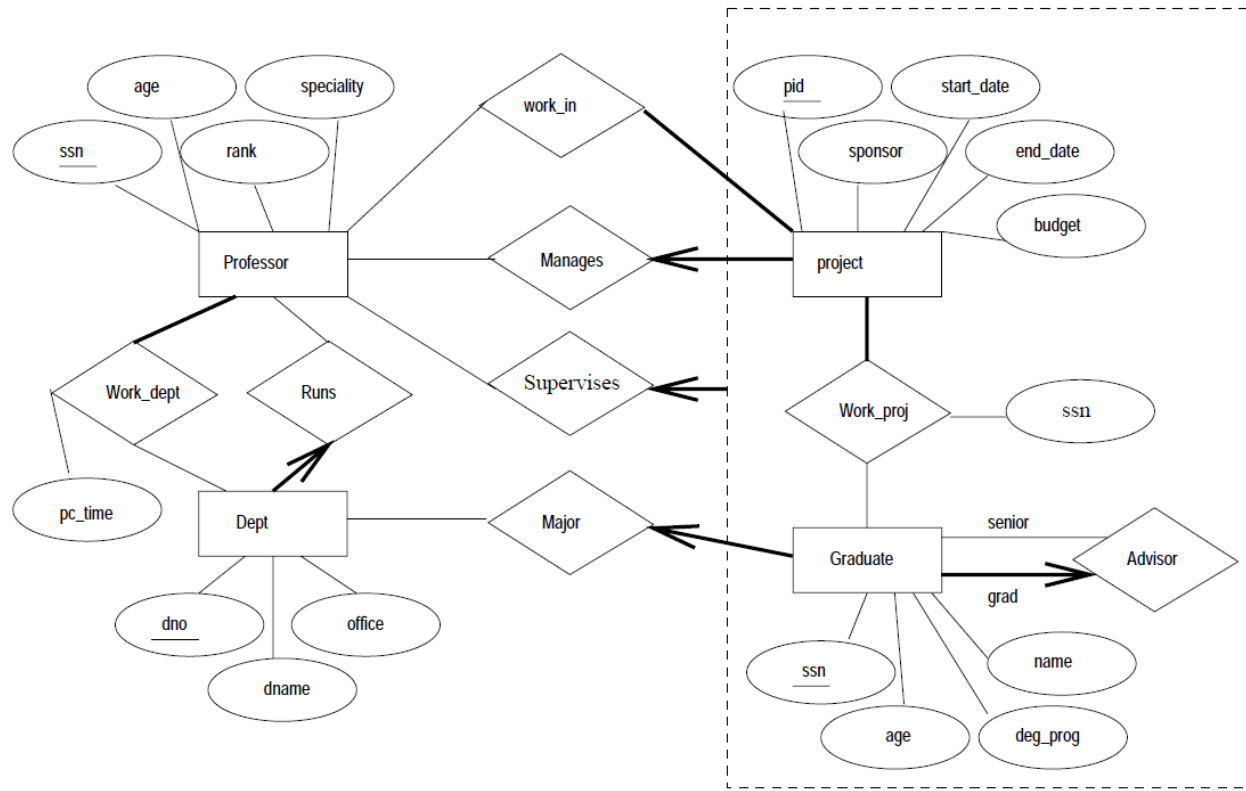 age
speciality
ssn
rank
work_in
pid
start_date
sponsor
end_date
budget
Professor
Manages
project
Work_dept
Runs
Supervises
Work_proj
ssn
pc_time
Dept
Major
senior
Graduate
Advisor
grad
dno
office
dname
ssn
name
age
deg_prog